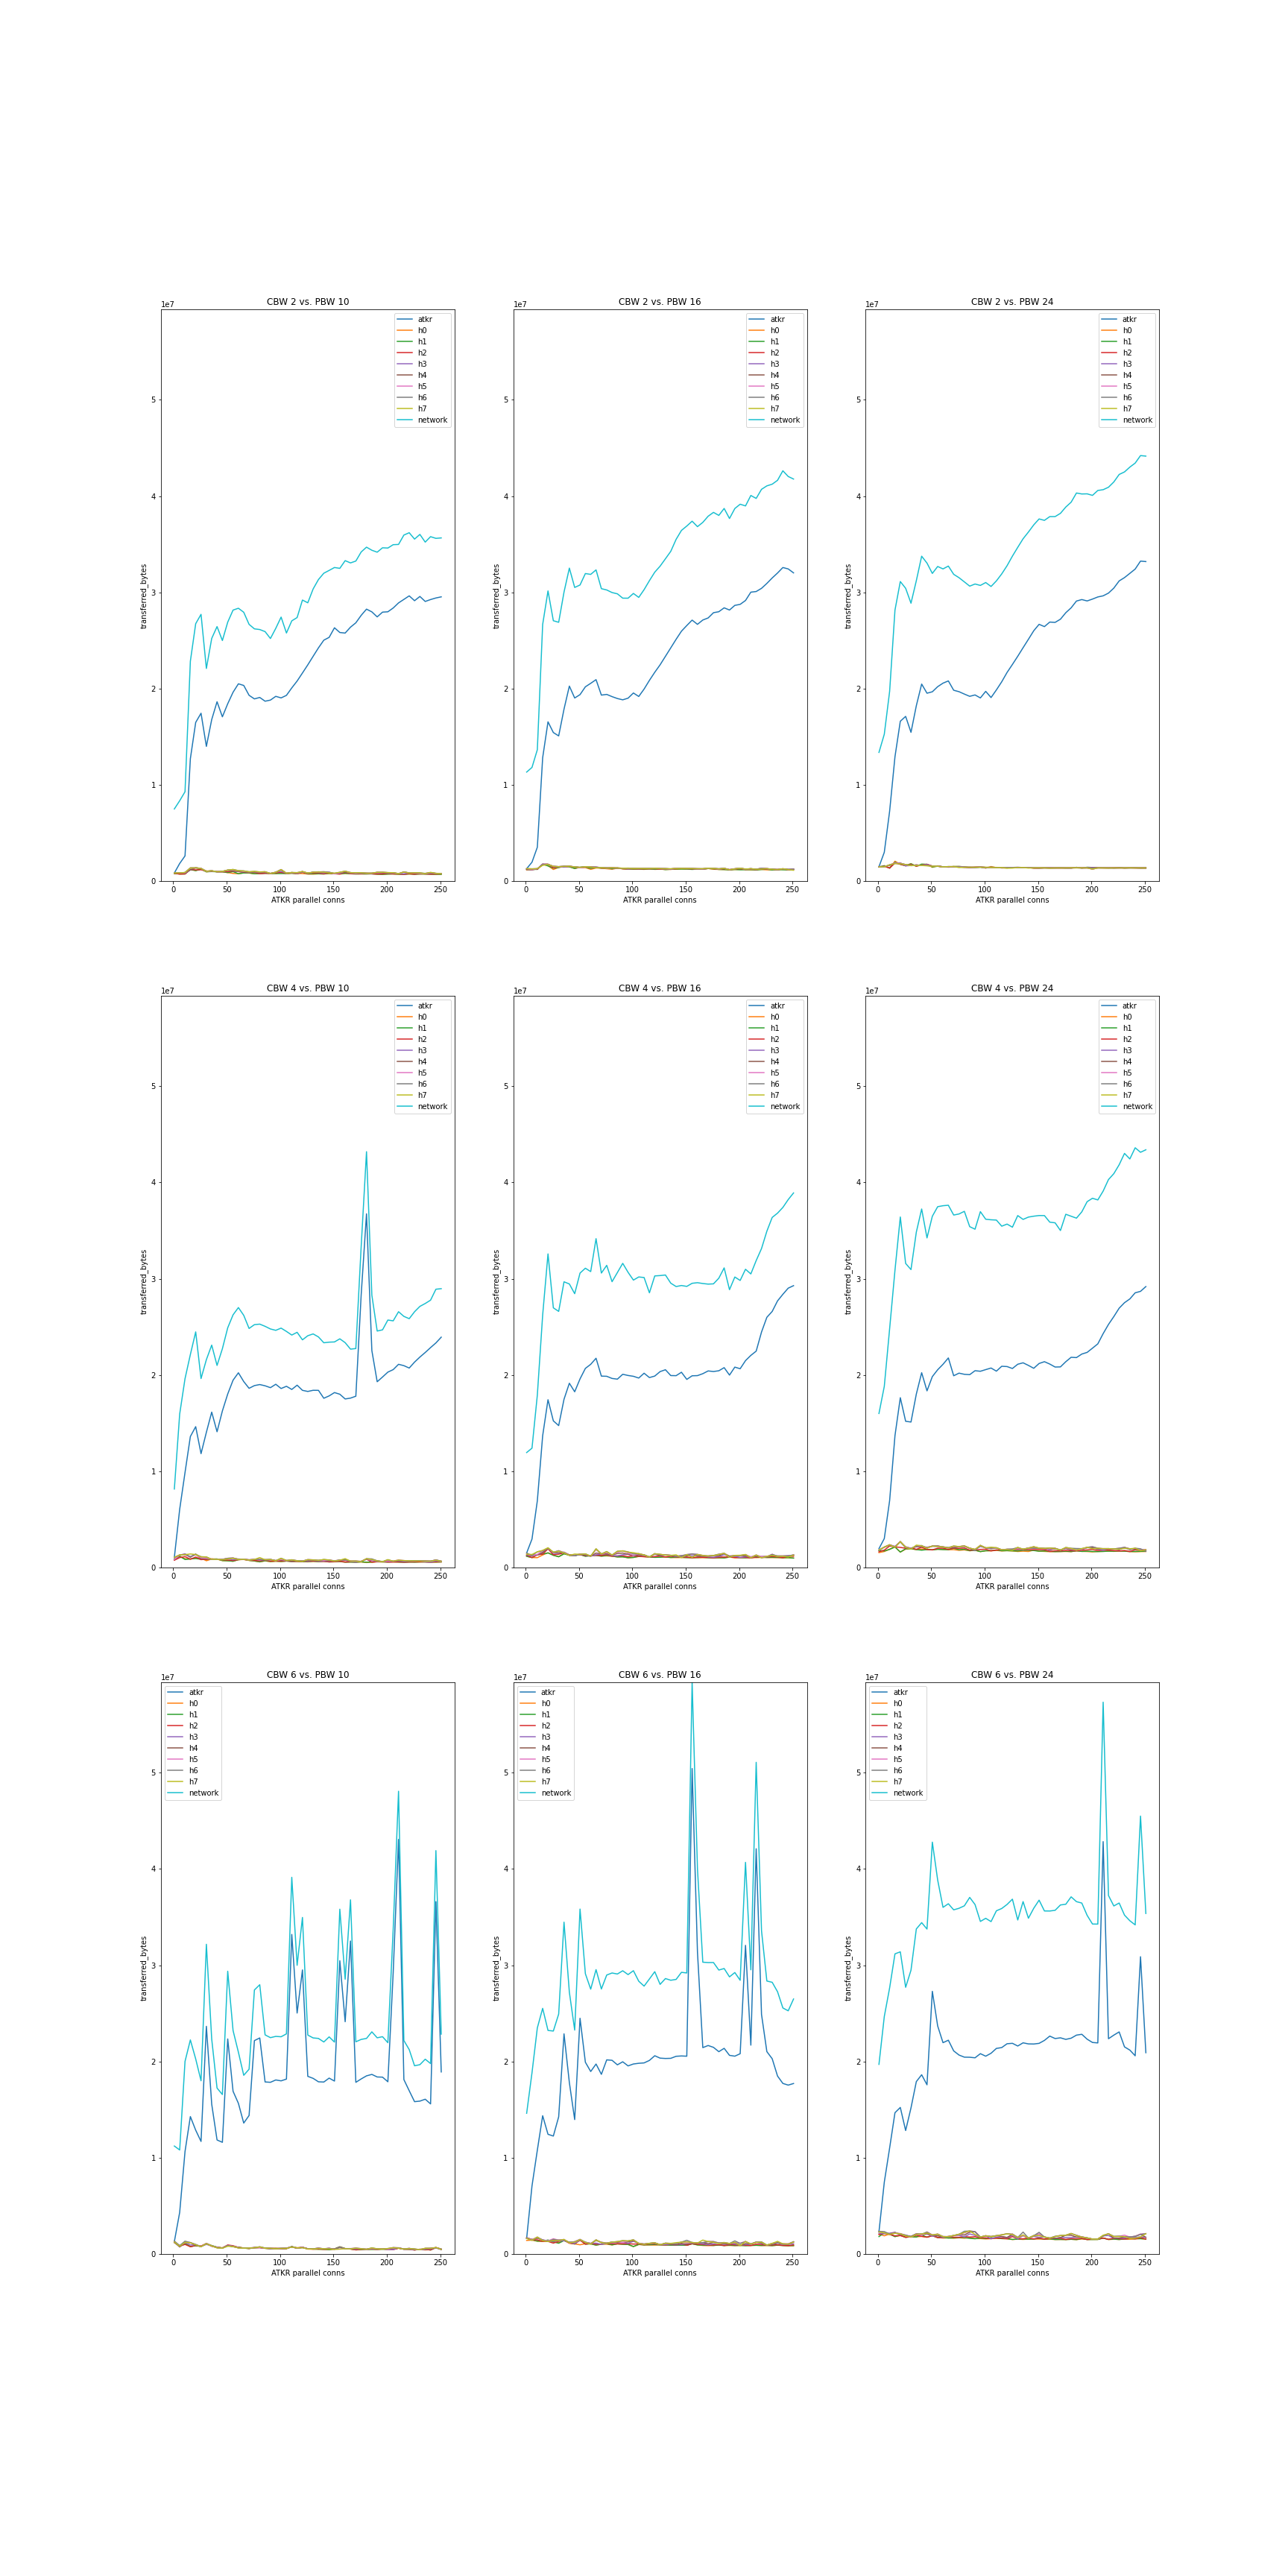 CBW 2 vs. PBW 10
1e7
transferred_bytes
5
4
3
2
1
0
atkr
h0
h1
h2
h3
h4
h5
h6
h7
network
0 50 100 150 200 250
ATKR parallel conns
CBW 2 vs. PBW 16
1e7
transferred_bytes
5
4
3
2
1
0
atkr
h0
h1
h2
h3
h4
h5
h6
h7
network
0 50 100 150 200 250
ATKR parallel conns
CBW 2 vs. PBW 24
1e7
transferred_bytes
5
4
3
2
1
0
atkr
h0
h1
h2
h3
h4
h5
h6
h7
network
0 50 100 150 200 250
ATKR parallel conns
CBW 4 vs. PBW 10
1e7
transferred_bytes
5
4
3
2
1
0
atkr
h0
h1
h2
h3
h4
h5
h6
h7
network
0 50 100 150 200 250
ATKR parallel conns
CBW 4 vs. PBW 16
1e7
transferred_bytes
5
4
3
2
1
0
atkr
h0
h1
h2
h3
h4
h5
h6
h7
network
0 50 100 150 200 250
ATKR parallel conns
CBW 4 vs. PBW 24
1e7
transferred_bytes
5
4
3
2
1
0
atkr
h0
h1
h2
h3
h4
h5
h6
h7
network
0 50 100 150 200 250
ATKR parallel conns
CBW 6 vs. PBW 10
1e7
transferred_bytes
5
4
3
2
1
0
atkr
h0
h1
h2
h3
h4
h5
h6
h7
network
0 50 100 150 200 250
ATKR parallel conns
CBW 6 vs. PBW 16
1e7
transferred_bytes
5
4
3
2
1
0
atkr
h0
h1
h2
h3
h4
h5
h6
h7
network
0 50 100 150 200 250
ATKR parallel conns
CBW 6 vs. PBW 24
1e7
transferred_bytes
5
4
3
2
1
0
atkr
h0
h1
h2
h3
h4
h5
h6
h7
network
0 50 100 150 200 250
ATKR parallel conns